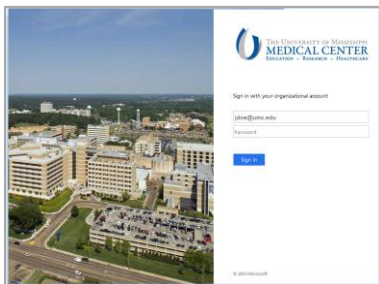 THE UNIVERSITY OF MISSISSIPPI
MEDICAL CENTER
EDUCATION • RESEARCH • HEALTHCARE
Sign in with your organizational account
jdoe@umc.edu
Password
Sign in
© 2013 Microsoft